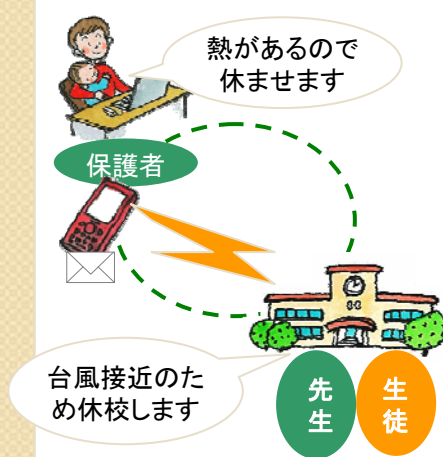 熱があるので
休ませます
保護者
台風接近のた
め休校します
先生
生徒